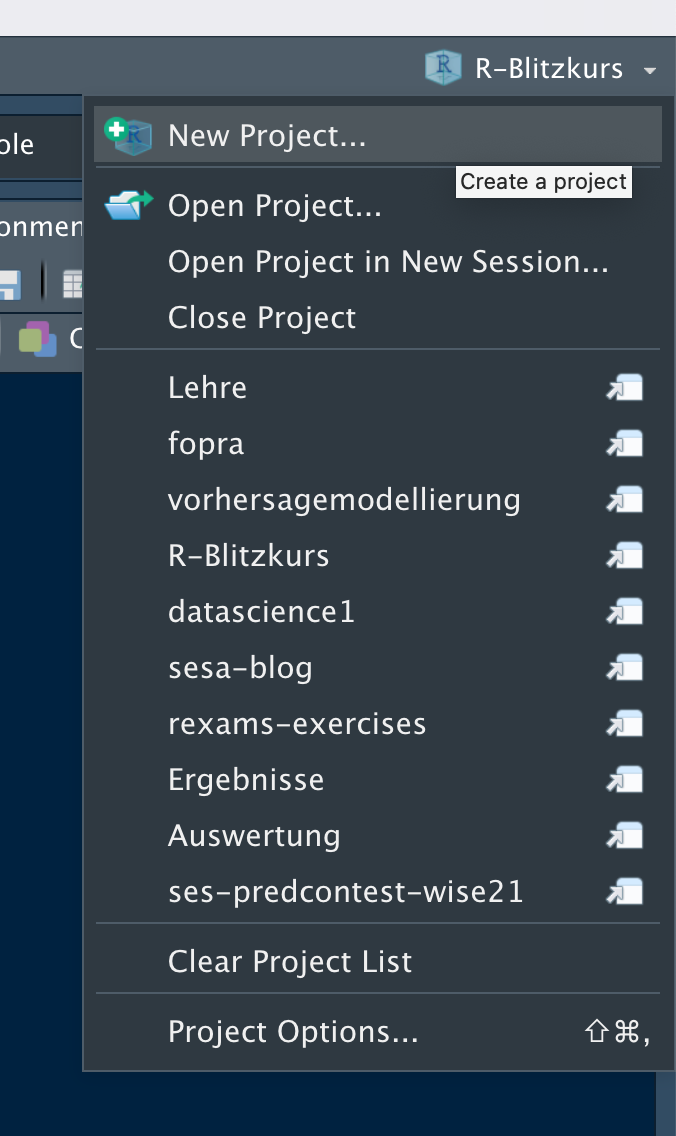 R-Blitzkurs
ole
New Project...
Create a project
onmen
Open Project...
Open Project in New Session...
Close Project
Lehre
fopra
vorhersagemodellierung
R-Blitzkurs
datascience1
sesa-blog
rexams-exercises
Ergebnisse
Auswertung
ses-predcontest-wise21
Clear Project List
Project Options... ⇧⌘,